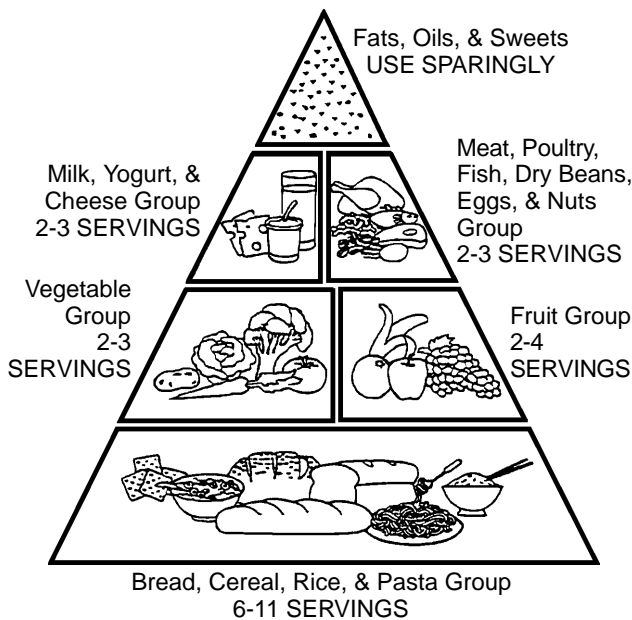 Fats, Oils, & Sweets
USE SPARINGLY
Milk, Yogurt, &
Cheese Group
2-3 SERVINGS
Meat, Poultry,
Fish, Dry Beans,
Eggs, & Nuts
Group
2-3 SERVINGS
Vegetable
Group
2-3
SERVINGS
Fruit Group
2-4
SERVINGS
Bread, Cereal, Rice, & Pasta Group
6-11 SERVINGS